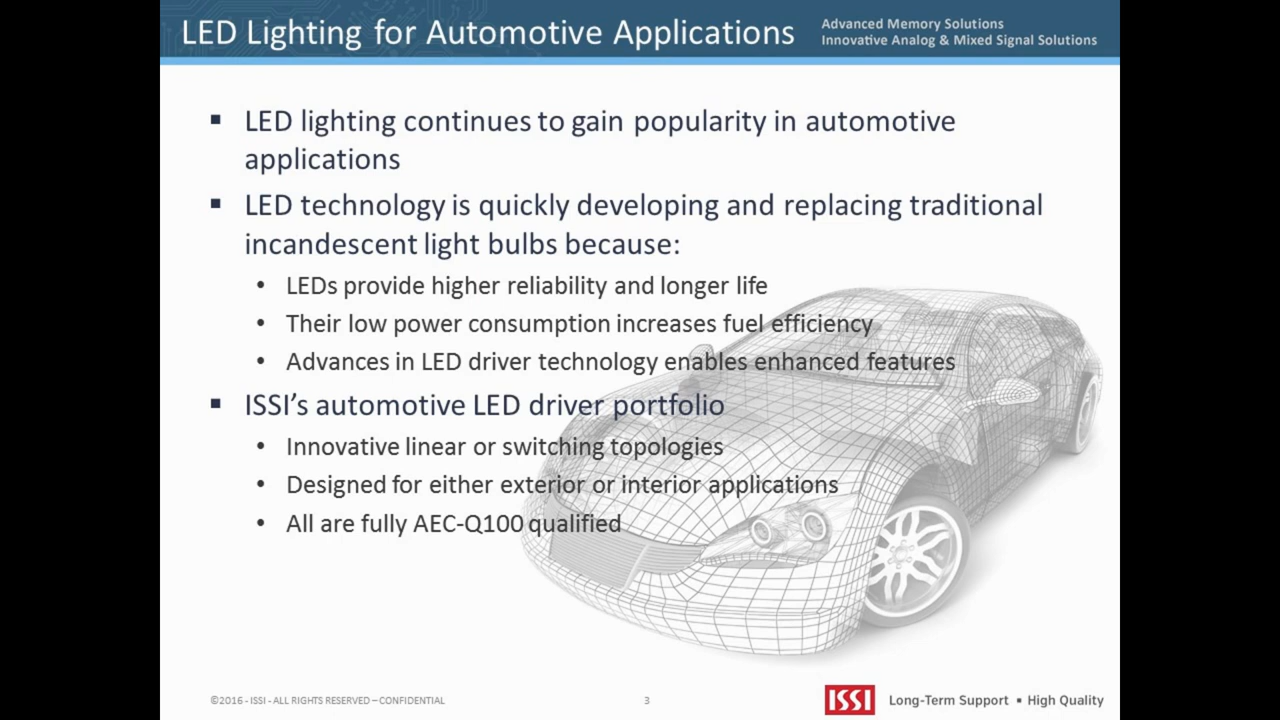 LED Lighting for Automotive Applications
Advanced Memory Solutions
Innovative Analog & Mixed Signal Solutions
▪ LED lighting continues to gain popularity in automotive
applications
▪ LED technology is quickly developing and replacing traditional
incandescent light bulbs because:
• LEDs provide higher reliability and longer life
• Their low power consumption increases fuel efficiency
• Advances in LED driver technology enables enhanced features
▪ ISSI’s automotive LED driver portfolio
• Innovative linear or switching topologies
• Designed for either exterior or interior applications
• All are fully AEC-Q100 qualified
©2016 - ISSI - ALL RIGHTS RESERVED – CONFIDENTIAL
3
ISSI
Long-Term Support ▪ High Quality